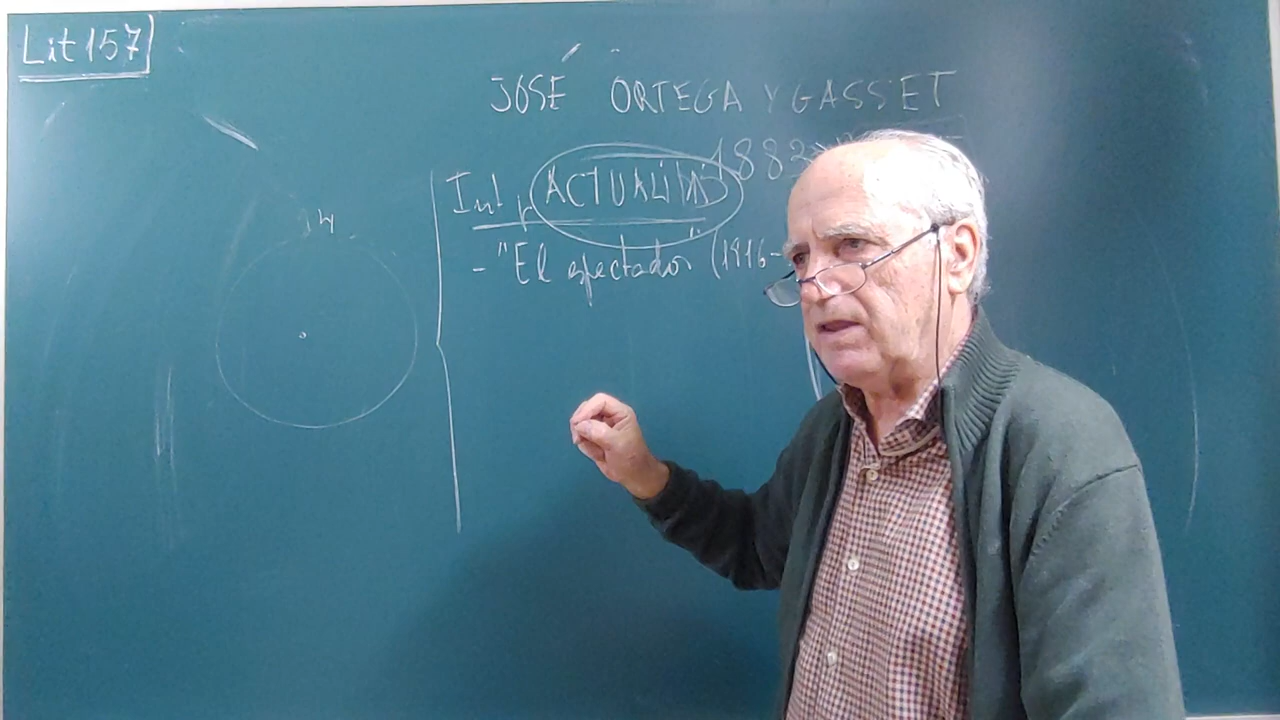 Lit 157
JOSÉ ORTEGA Y GASSET
1883
Int ACTUALIDAD
- "El espectador" (1916-